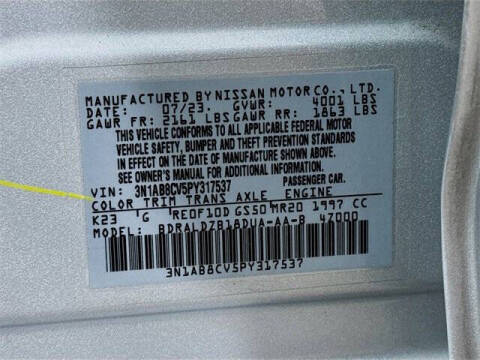 MANUFACTURED BY NISSAN MOTOR CO., LTD.
DATE: 07/23. GVWR: 4001 LBS
GAWR FR: 2161 LBS GAWR RR: 1863 LBS
THIS VEHICLE CONFORMS TO ALL APPLICABLE FEDERAL MOTOR
VEHICLE SAFETY, BUMPER AND THEFT PREVENTION STANDARDS
IN EFFECT ON THE DATE OF MANUFACTURE SHOWN ABOVE.
SEE OWNER'S MANUAL FOR ADDED INFORMATION.
VIN: 3N1AB8CV5PY317537 PASSENGER CAR.
COLOR TRIM TRANS AXLE ENGINE
K23 G RE0F10D GS50 MR20 1997 CC
MODEL: BDRALDZB18DUA-AA-B 47000
3N1AB8CV5PY317537